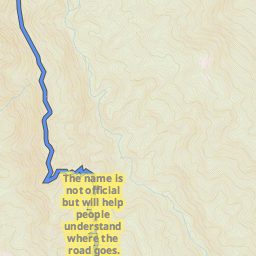 The name is
not official
but will help
people
understand
where the
road goes.